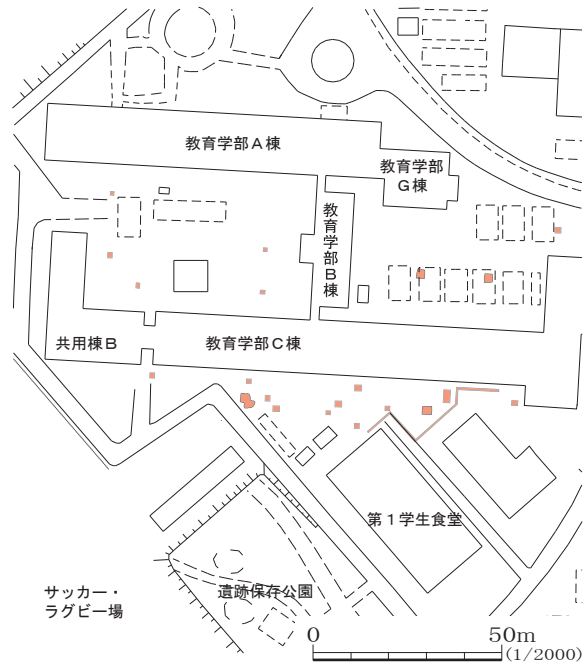 教育学部A棟
教育学部
G棟
教育学部B棟
共用棟B
教育学部C棟
第1学生食堂
サッカー・
ラグビー場
遺跡保存公園
0 50m
(1/2000)